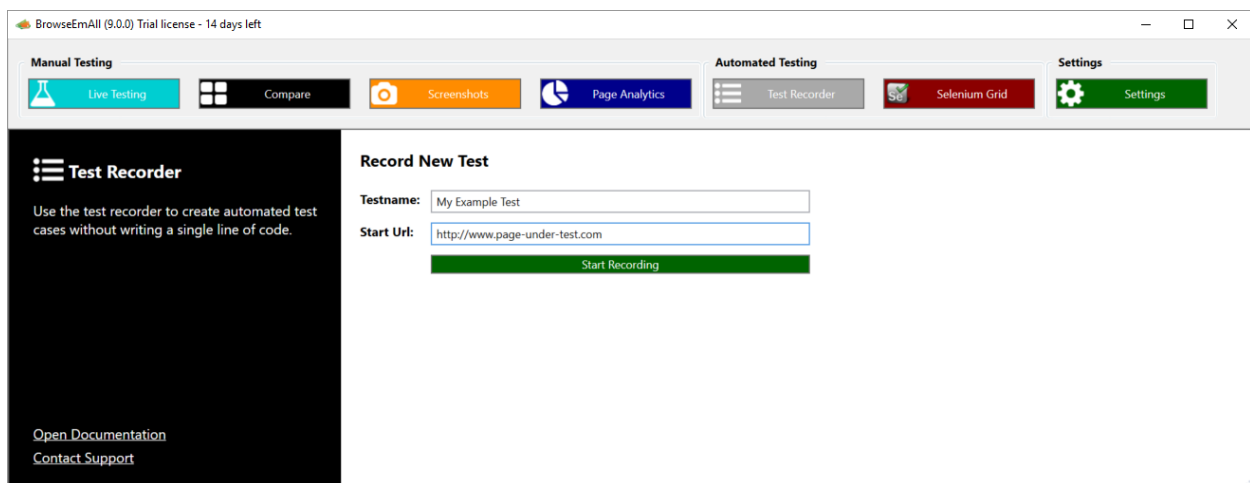 BrowseEmAll (9.0.0) Trial license - 14 days left
Manual Testing
Automated Testing
Settings
Live Testing
Compare
Screenshots
Page Analytics
Test Recorder
Se
Selenium Grid
Settings
Test Recorder
Use the test recorder to create automated test
cases without writing a single line of code.
Open Documentation
Contact Support
Record New Test
Testname:
My Example Test
Start Url:
http://www.page-under-test.com
Start Recording